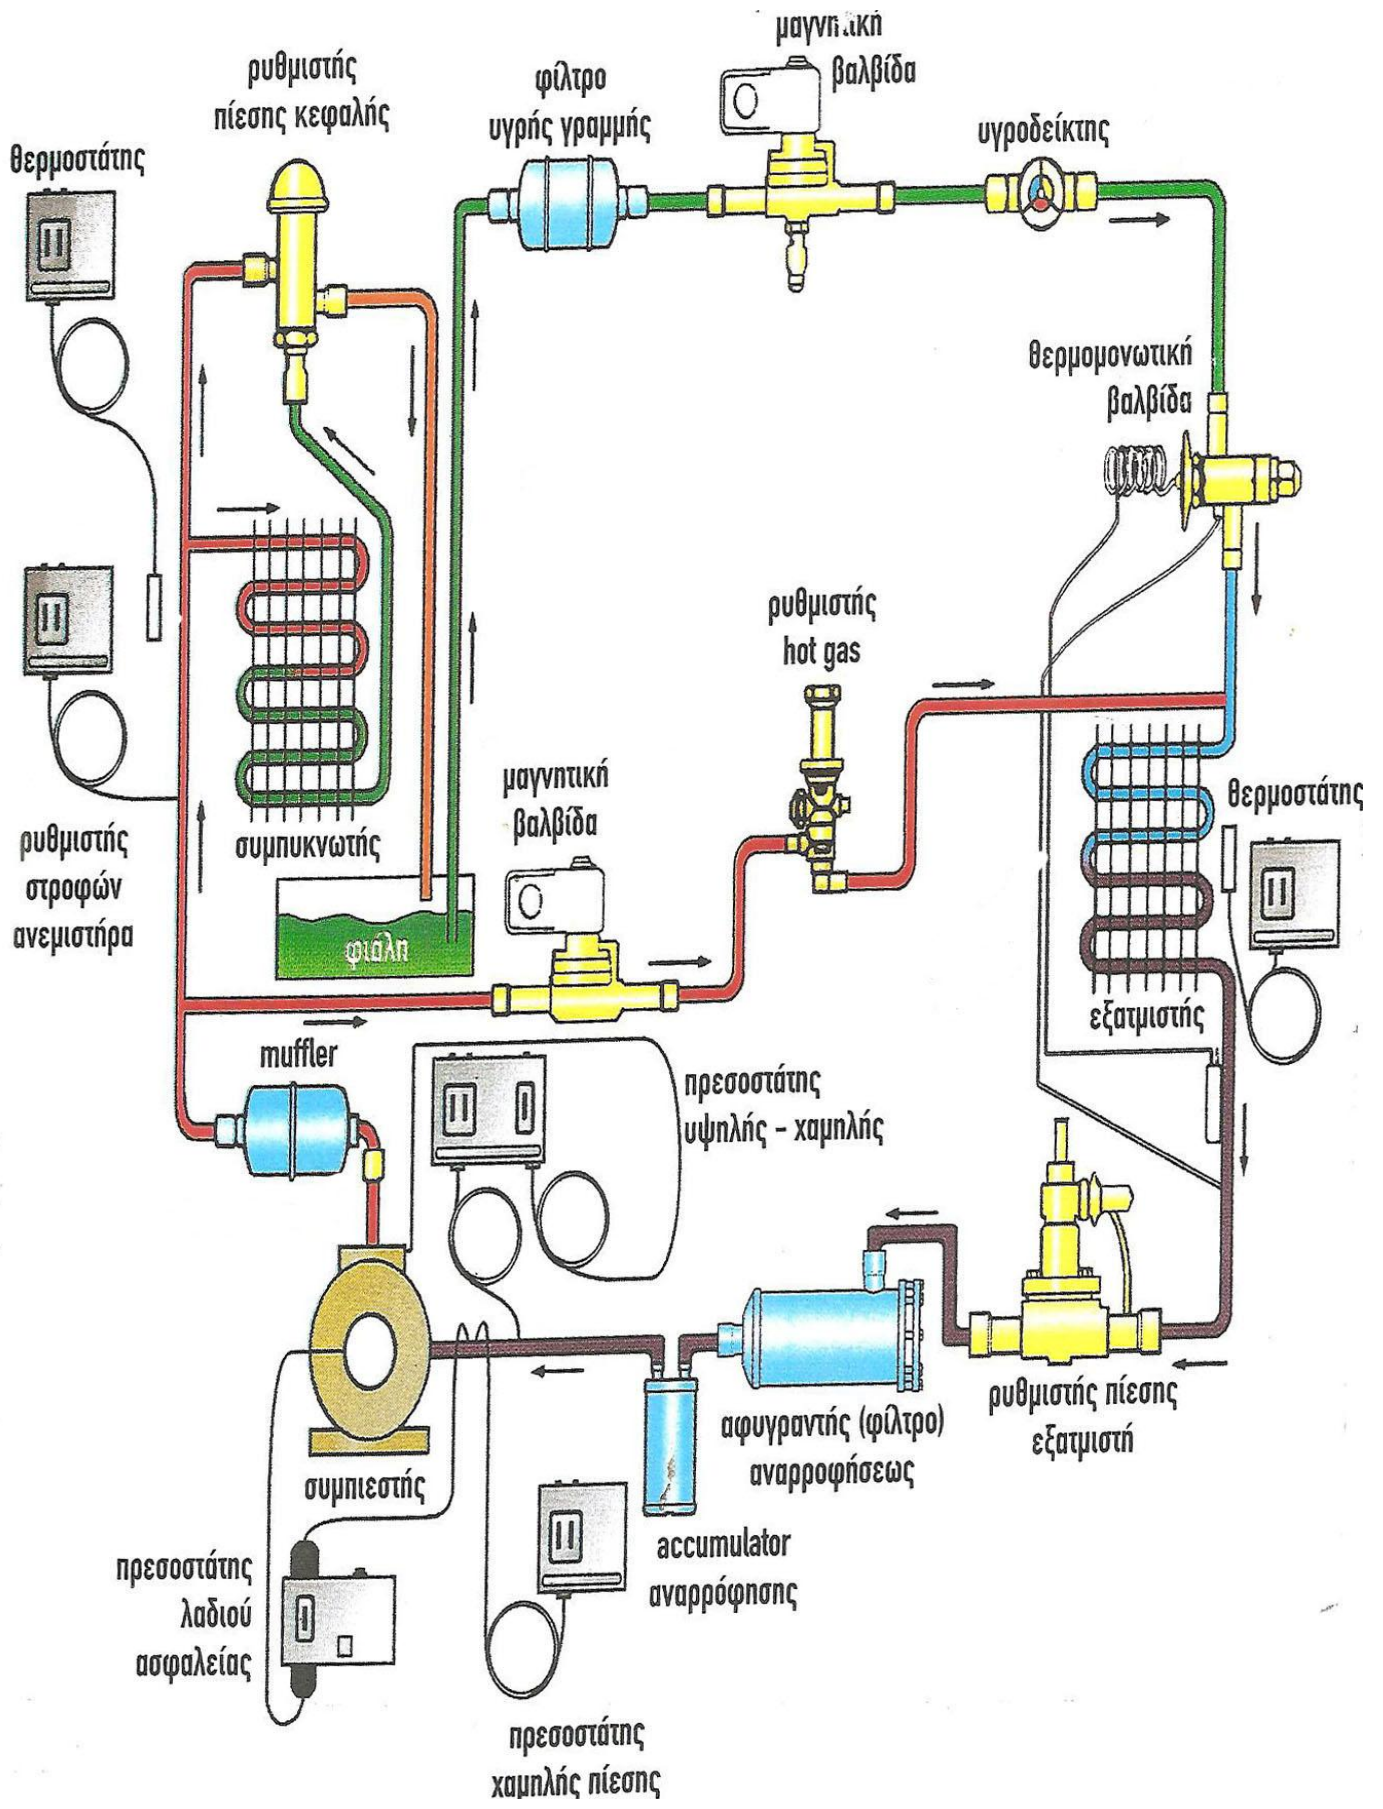 ρυθμιστής
πίεσης κεφαλής
φίλτρο
υγρής γραμμής
μαγνητική
βαλβίδα
υγροδείκτης
θερμοστάτης
θερμομονωτική
βαλβίδα
ρυθμιστής
hot gas
μαγνητική
βαλβίδα
θερμοστάτης
ρυθμιστής
στροφών
ανεμιστήρα
συμπυκνωτής
φιάλη
εξατμιστής
muffler
πρεσοστάτης
υψηλής – χαμηλής
ρυθμιστής πίεσης
εξατμιστή
αφυγραντής (φίλτρο)
αναρροφήσεως
συμπιεστής
accumulator
αναρρόφησης
πρεσοστάτης
λαδιού
ασφαλείας
πρεσοστάτης
χαμηλής πίεσης